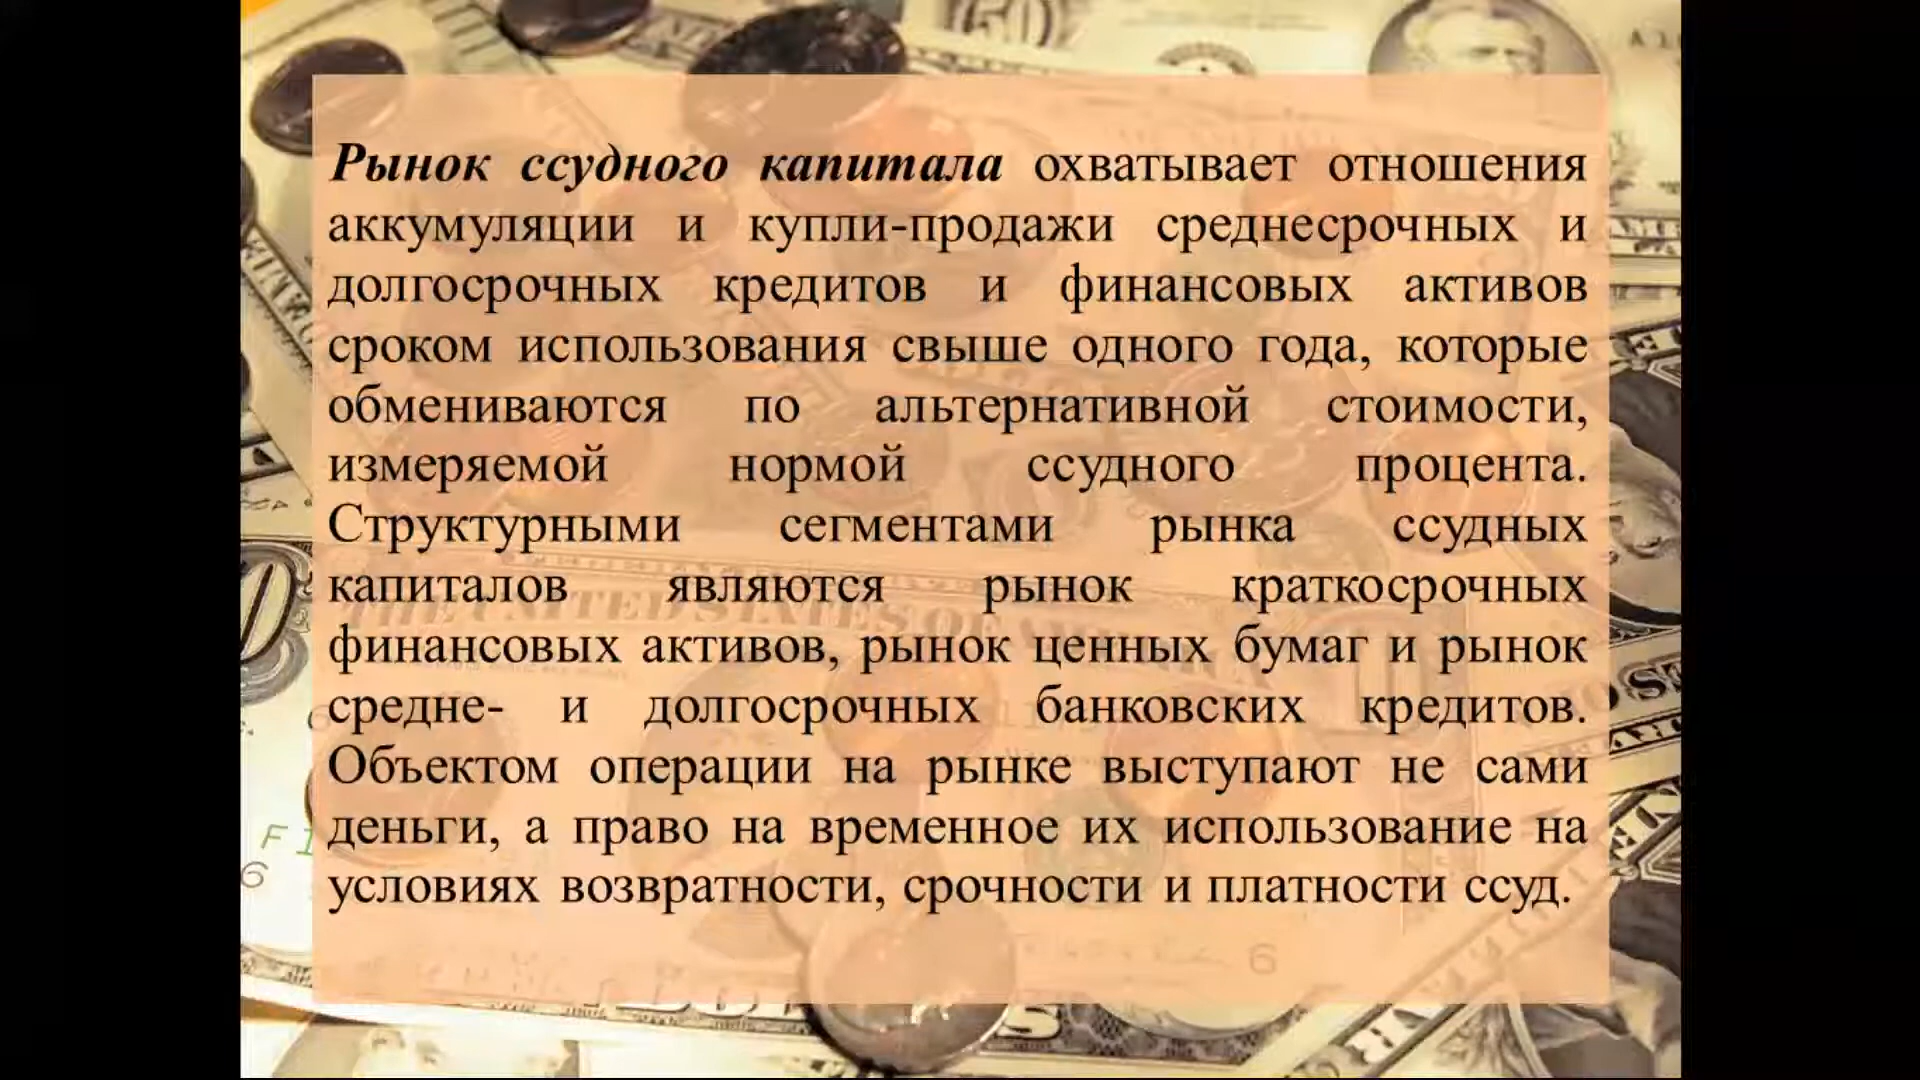 Рынок ссудного капитала охватывает отношения
аккумуляции и купли-продажи среднесрочных и
долгосрочных кредитов и финансовых активов
сроком использования свыше одного года, которые
обмениваются по альтернативной стоимости,
измеряемой нормой ссудного процента.
Структурными сегментами рынка ссудных
капиталов являются рынок краткосрочных
финансовых активов, рынок ценных бумаг и рынок
средне- и долгосрочных банковских кредитов.
Объектом операции на рынке выступают не сами
деньги, а право на временное их использование на
условиях возвратности, срочности и платности ссуд.